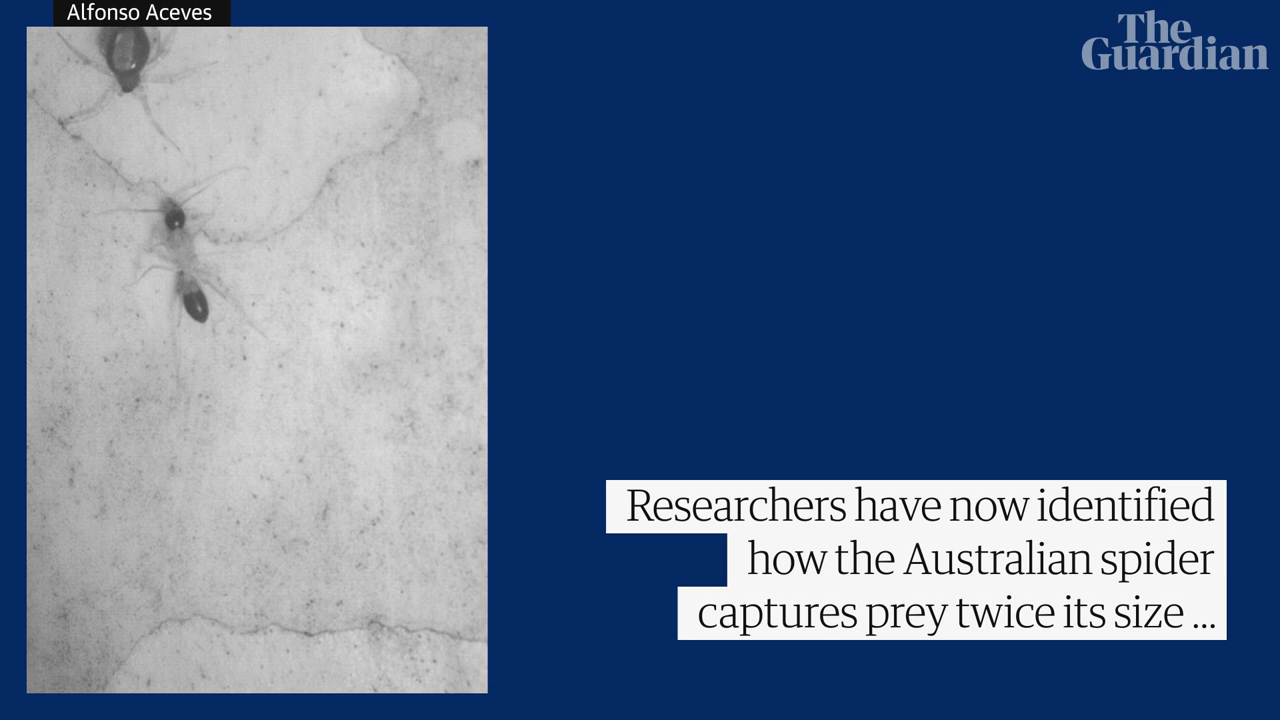 Alfonso Aceves
The
Guardian
Researchers have now identified
how the Australian spider
captures prey twice its size ...